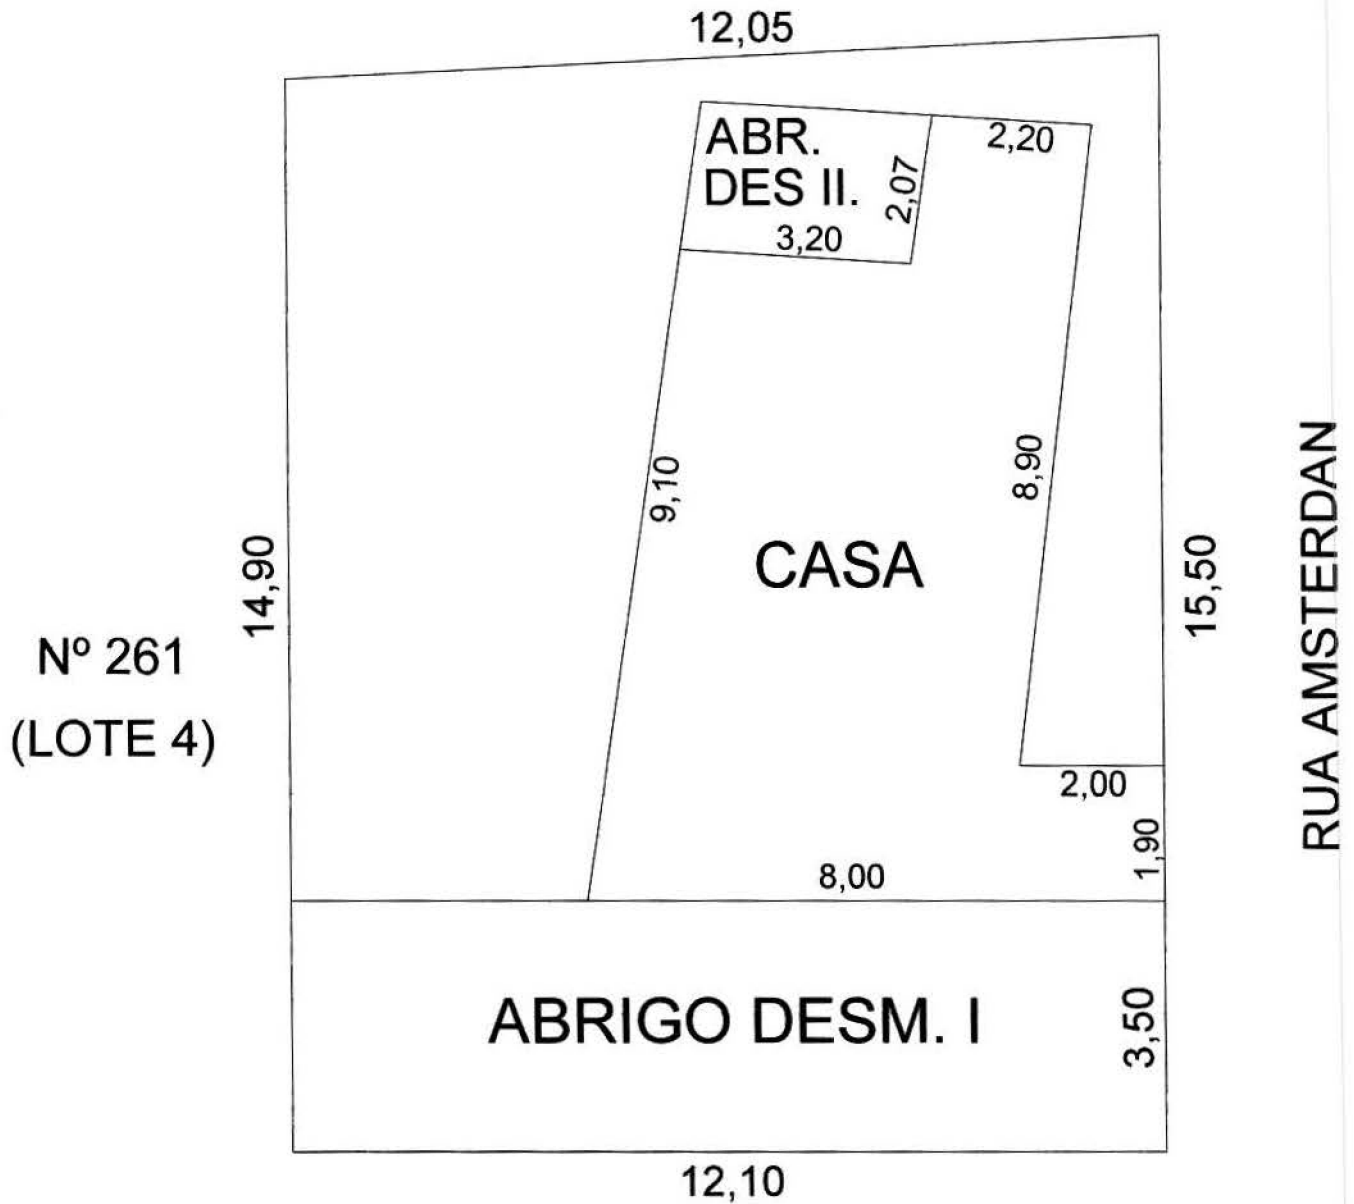 12,05
ABR.
DES II.
2,07
2,20
3,20
9,10
8,90
CASA
14,90
15,50
Nº 261
(LOTE 4)
RUA AMSTERDAN
2,00
1,90
8,00
ABRIGO DESM. I
3,50
12,10